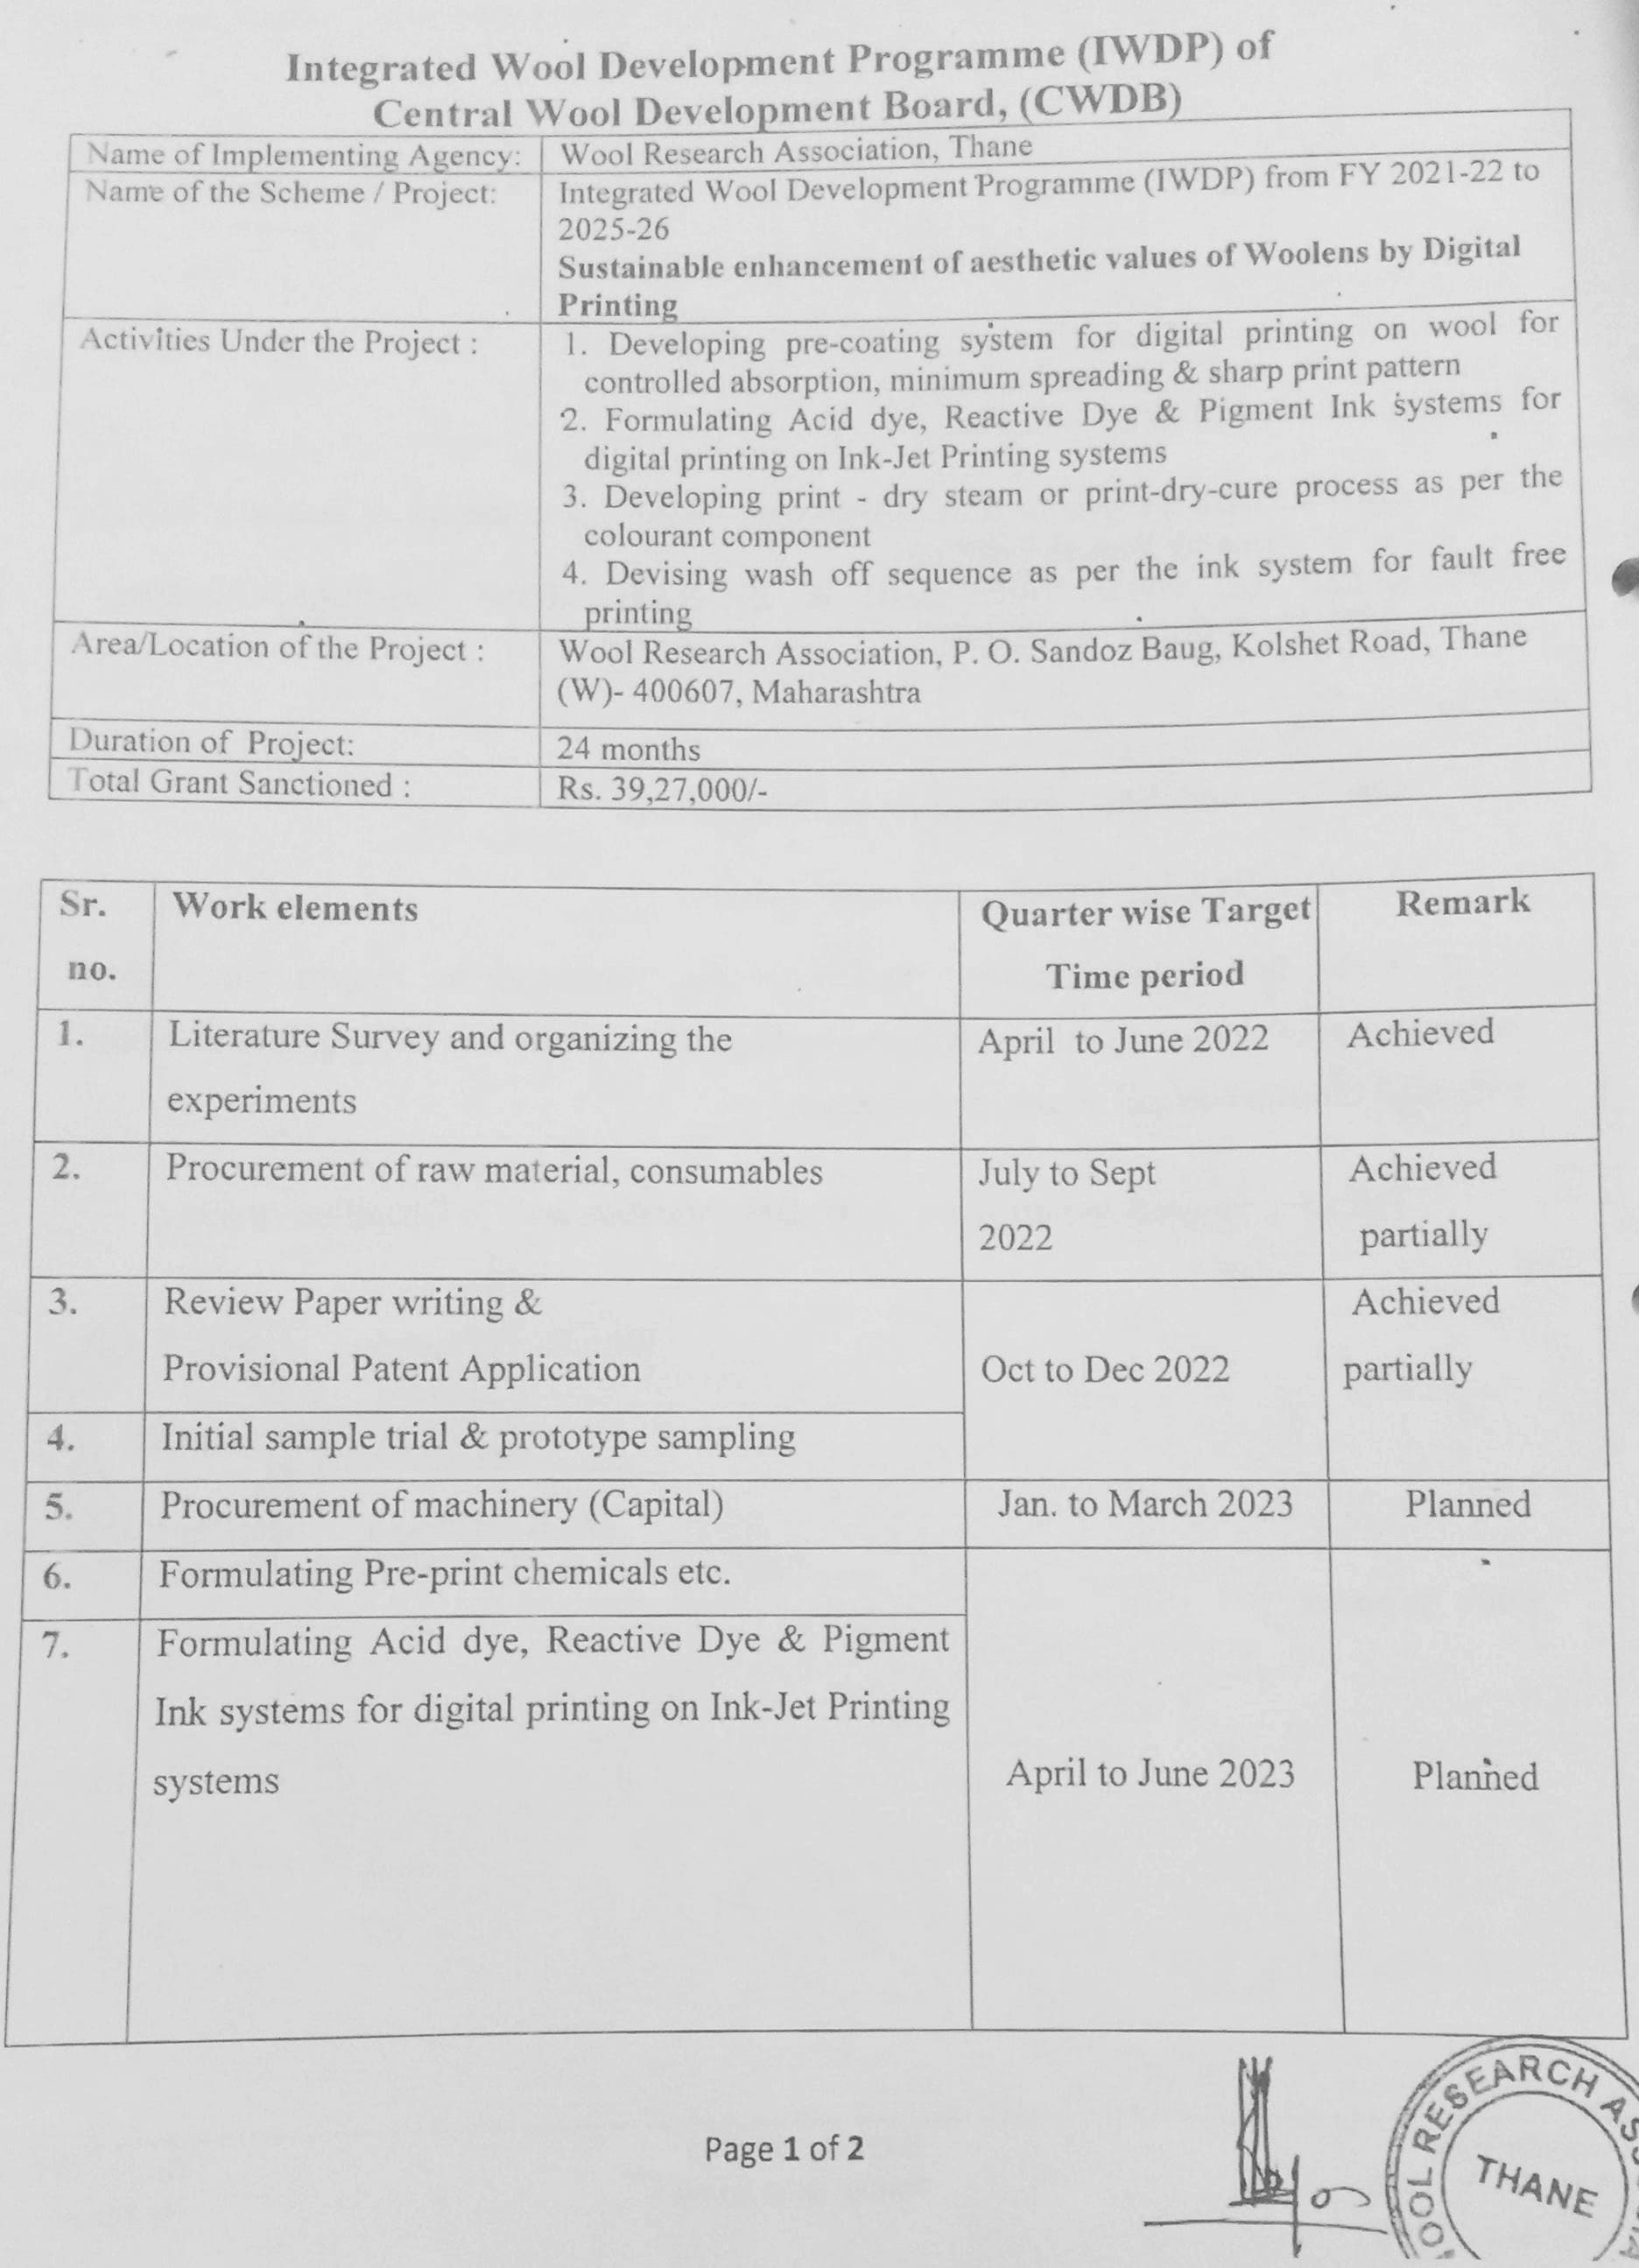 Integrated Wool Development Programme (IWDP) of
Central Wool Development Board, (CWDB)
Name of Implementing Agency: Wool Research Association, Thane
Name of the Scheme / Project: Integrated Wool Development Programme (IWDP) from FY 2021-22 to
2025-26
Sustainable enhancement of aesthetic values of Woolens by Digital
Printing
Activities Under the Project : 1. Developing pre-coating system for digital printing on wool for
controlled absorption, minimum spreading & sharp print pattern
2. Formulating Acid dye, Reactive Dye & Pigment Ink systems for
digital printing on Ink-Jet Printing systems
3. Developing print - dry steam or print-dry-cure process as per the
colourant component
4. Devising wash off sequence as per the ink system for fault free
printing
Area/Location of the Project : Wool Research Association, P. O. Sandoz Baug, Kolshet Road, Thane
(W)- 400607, Maharashtra
Duration of Project: 24 months
Total Grant Sanctioned : Rs. 39,27,000/-
Sr. Work elements Quarter wise Target Remark
no. Time period
1. Literature Survey and organizing the April to June 2022 Achieved
experiments
2. Procurement of raw material, consumables July to Sept Achieved
2022 partially
3. Review Paper writing & Achieved
Provisional Patent Application Oct to Dec 2022 partially
4. Initial sample trial & prototype sampling
5. Procurement of machinery (Capital) Jan. to March 2023 Planned
6. Formulating Pre-print chemicals etc.
7. Formulating Acid dye, Reactive Dye & Pigment
Ink systems for digital printing on Ink-Jet Printing
systems April to June 2023 Planned
Page 1 of 2
RESEARCH
THANE